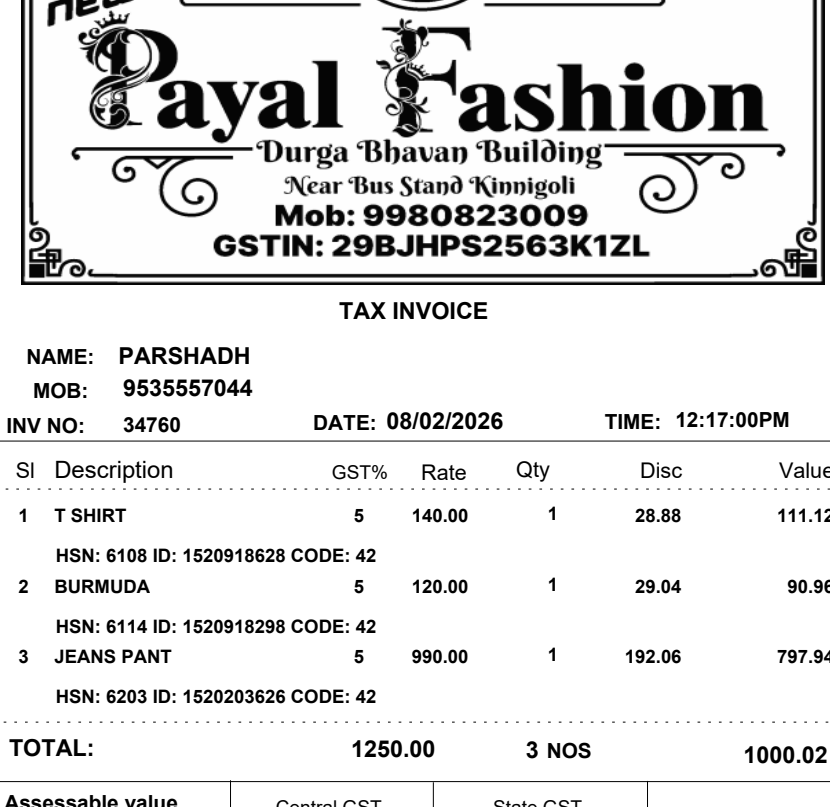 new
Payal Fashion
Durga Bhavan Building
Near Bus Stand Kinnigoli
Mob: 9980823009
GSTIN: 29BJHPS2563K1ZL
TAX INVOICE
NAME: PARSHADH
MOB: 9535557044
INV NO: 34760 DATE: 08/02/2026 TIME: 12:17:00PM
Sl Description GST% Rate Qty Disc Value
1 T SHIRT 5 140.00 1 28.88 111.12
HSN: 6108 ID: 1520918628 CODE: 42
2 BURMUDA 5 120.00 1 29.04 90.96
HSN: 6114 ID: 1520918298 CODE: 42
3 JEANS PANT 5 990.00 1 192.06 797.94
HSN: 6203 ID: 1520203626 CODE: 42
TOTAL: 1250.00 3 NOS 1000.02
Assessable value Central GST State GST